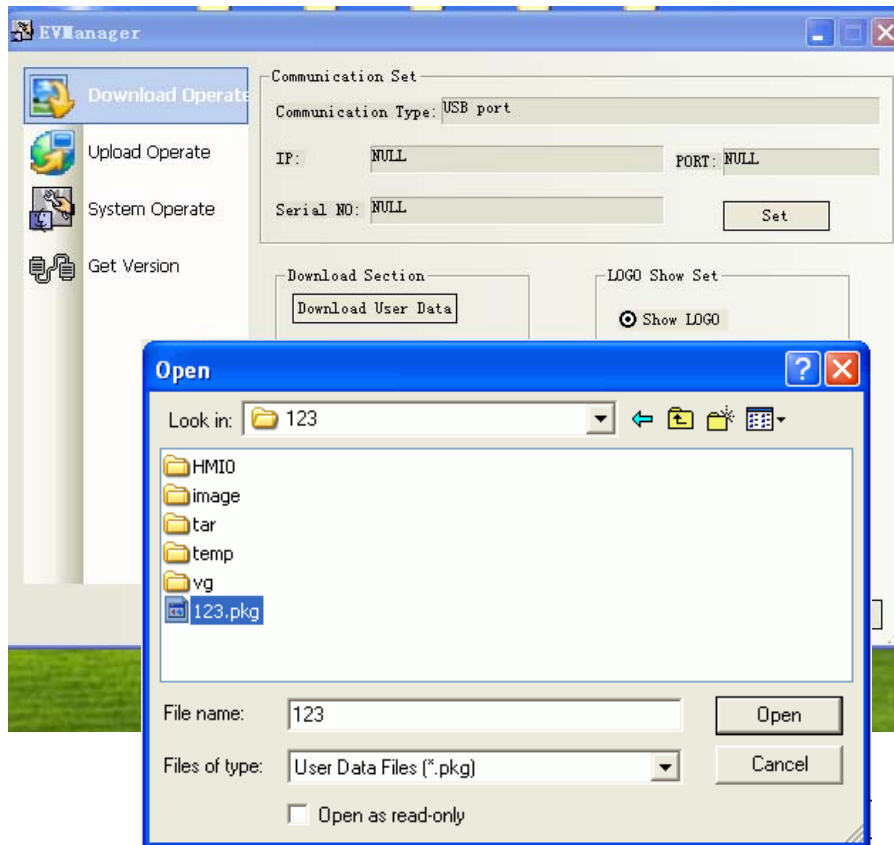 EVManager
Download Operate
Upload Operate
System Operate
Get Version
Communication Set
Communication Type: USB port
IP: NULL PORT: NULL
Serial NO: NULL Set
Download Section
Download User Data
LOGO Show Set
Show LOGO
Open
Look in: 123
HMI0
image
tar
temp
vg
123.pkg
File name: 123 Open
Files of type: User Data Files (*.pkg) Cancel
Open as read-only